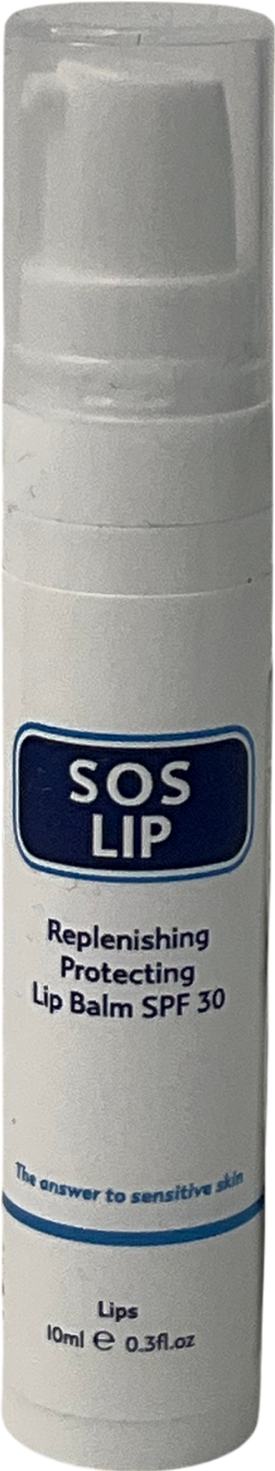 SOS
LIP
Replenishing
Protecting
Lip Balm SPF 30
The answer to sensitive skin
Lips
10ml ℮ 0.3fl.oz